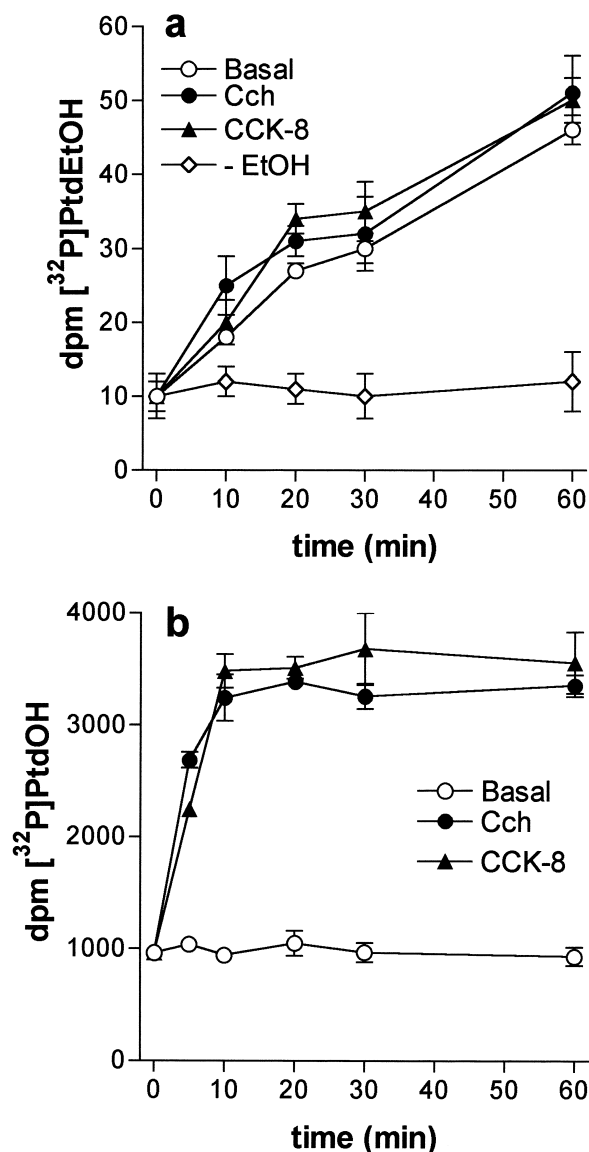 a
60
50
40
30
20
10
0
Basal
Cch
CCK-8
- EtOH
dpm [³²P]PtdEtOH
0 10 20 30 40 50 60
time (min)
b
4000
3000
2000
1000
0
Basal
Cch
CCK-8
dpm [³²P]PtdOH
0 10 20 30 40 50 60
time (min)